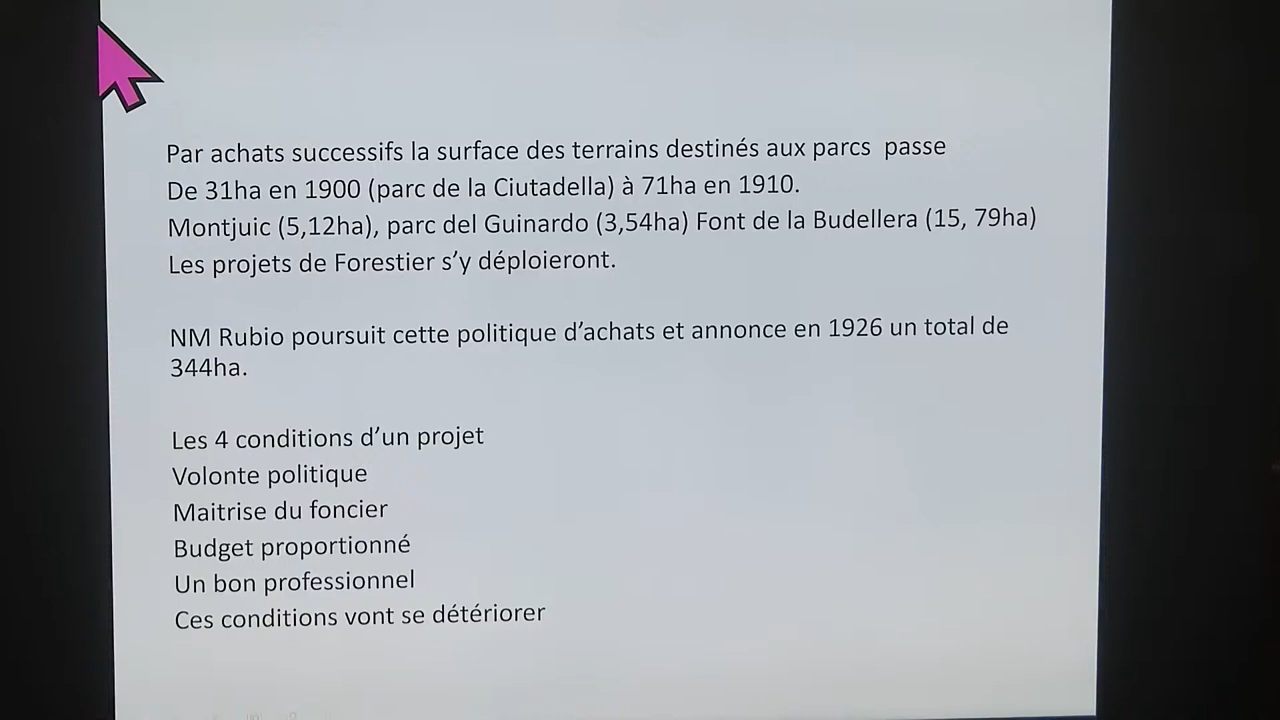 Par achats successifs la surface des terrains destinés aux parcs  passe
De 31ha en 1900 (parc de la Ciutadella) à 71ha en 1910.
Montjuic (5,12ha), parc del Guinardo (3,54ha) Font de la Budellera (15, 79ha)
Les projets de Forestier s'y déploieront.
NM Rubio poursuit cette politique d'achats et annonce en 1926 un total de
344ha.
Les 4 conditions d'un projet
Volonte politique
Maitrise du foncier
Budget proportionné
Un bon professionnel
Ces conditions vont se détériorer